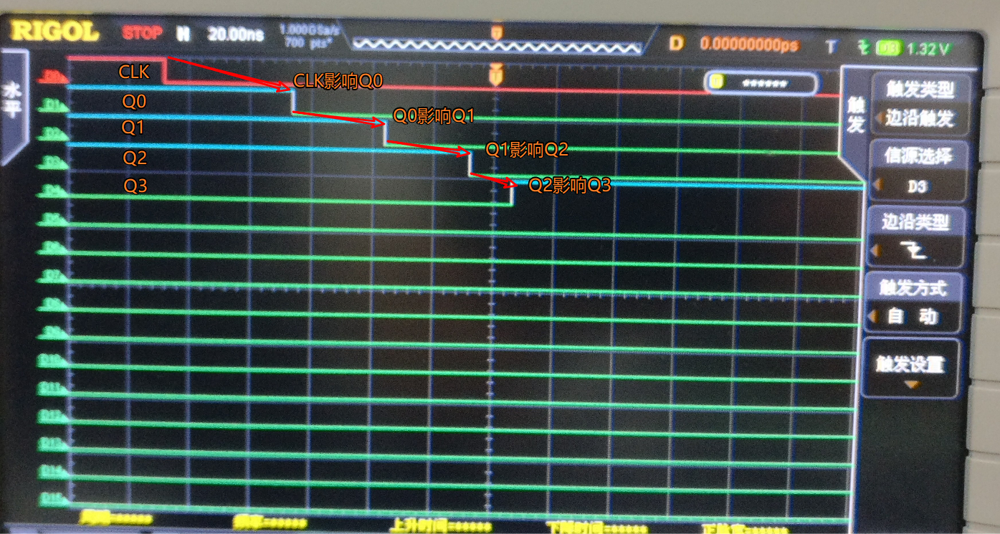 RIGOL
STOP H 20.00ns 1.000GSa/s
700 pts
D 0.00000000ps T D3 1.32V
水平
CLK
CLK影响Q0
Q0
Q0影响Q1
Q1
Q1影响Q2
Q2
Q2影响Q3
Q3
D0
D1
D2
D3
D4
D5
D6
D7
D8
D9
D10
D11
D12
D13
D14
D15
******
触发
触发类型
边沿触发
信源选择
D3
边沿类型
触发方式
自动
触发设置
周期=***** 频率=***** 上升时间=***** 下降时间=***** 正脉宽=*****